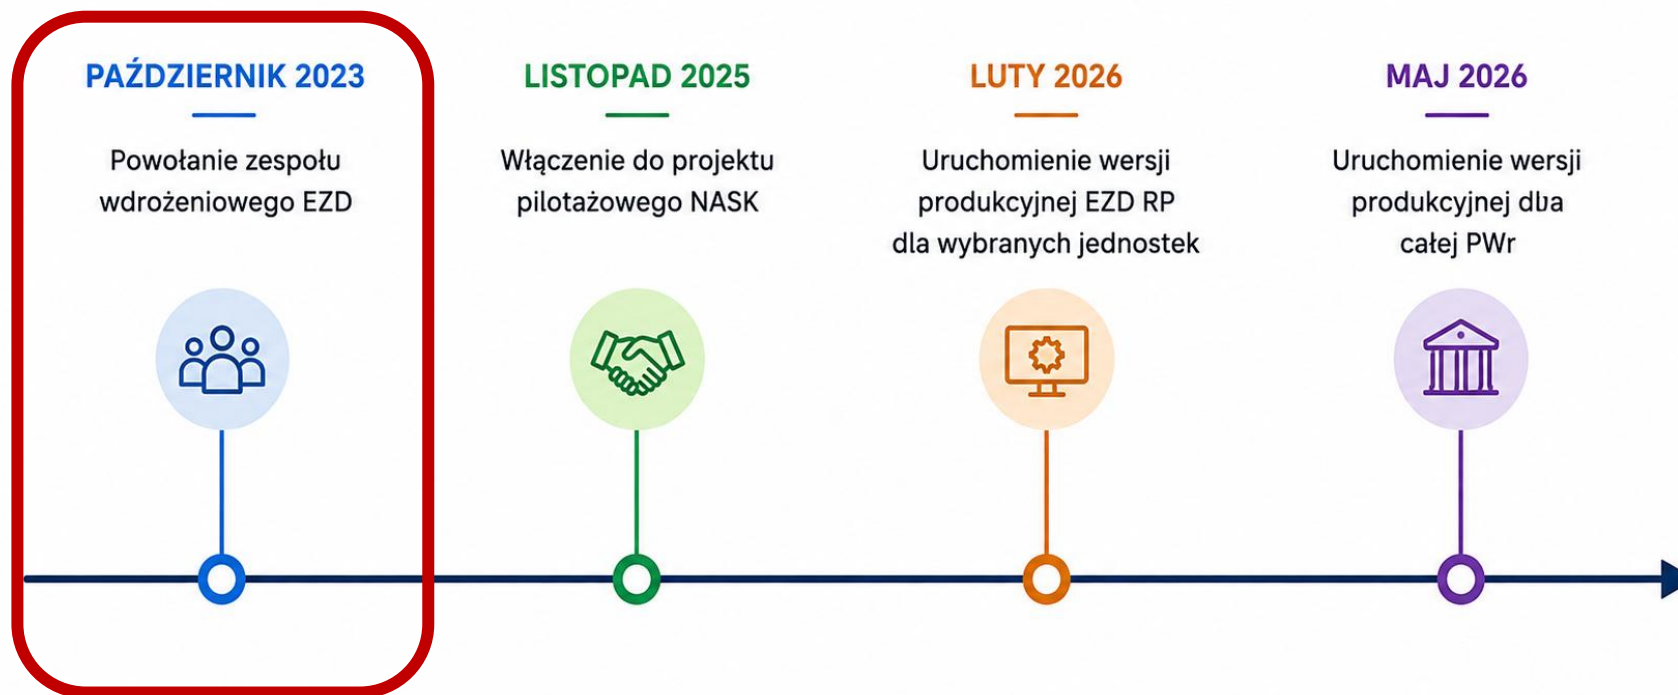 PAŹDZIERNIK 2023
Powołanie zespołu
wdrożeniowego EZD
LISTOPAD 2025
Włączenie do projektu
pilotażowego NASK
LUTY 2026
Uruchomienie wersji
produkcyjnej EZD RP
dla wybranych jednostek
MAJ 2026
Uruchomienie wersji
produkcyjnej dlıa
całej PWr